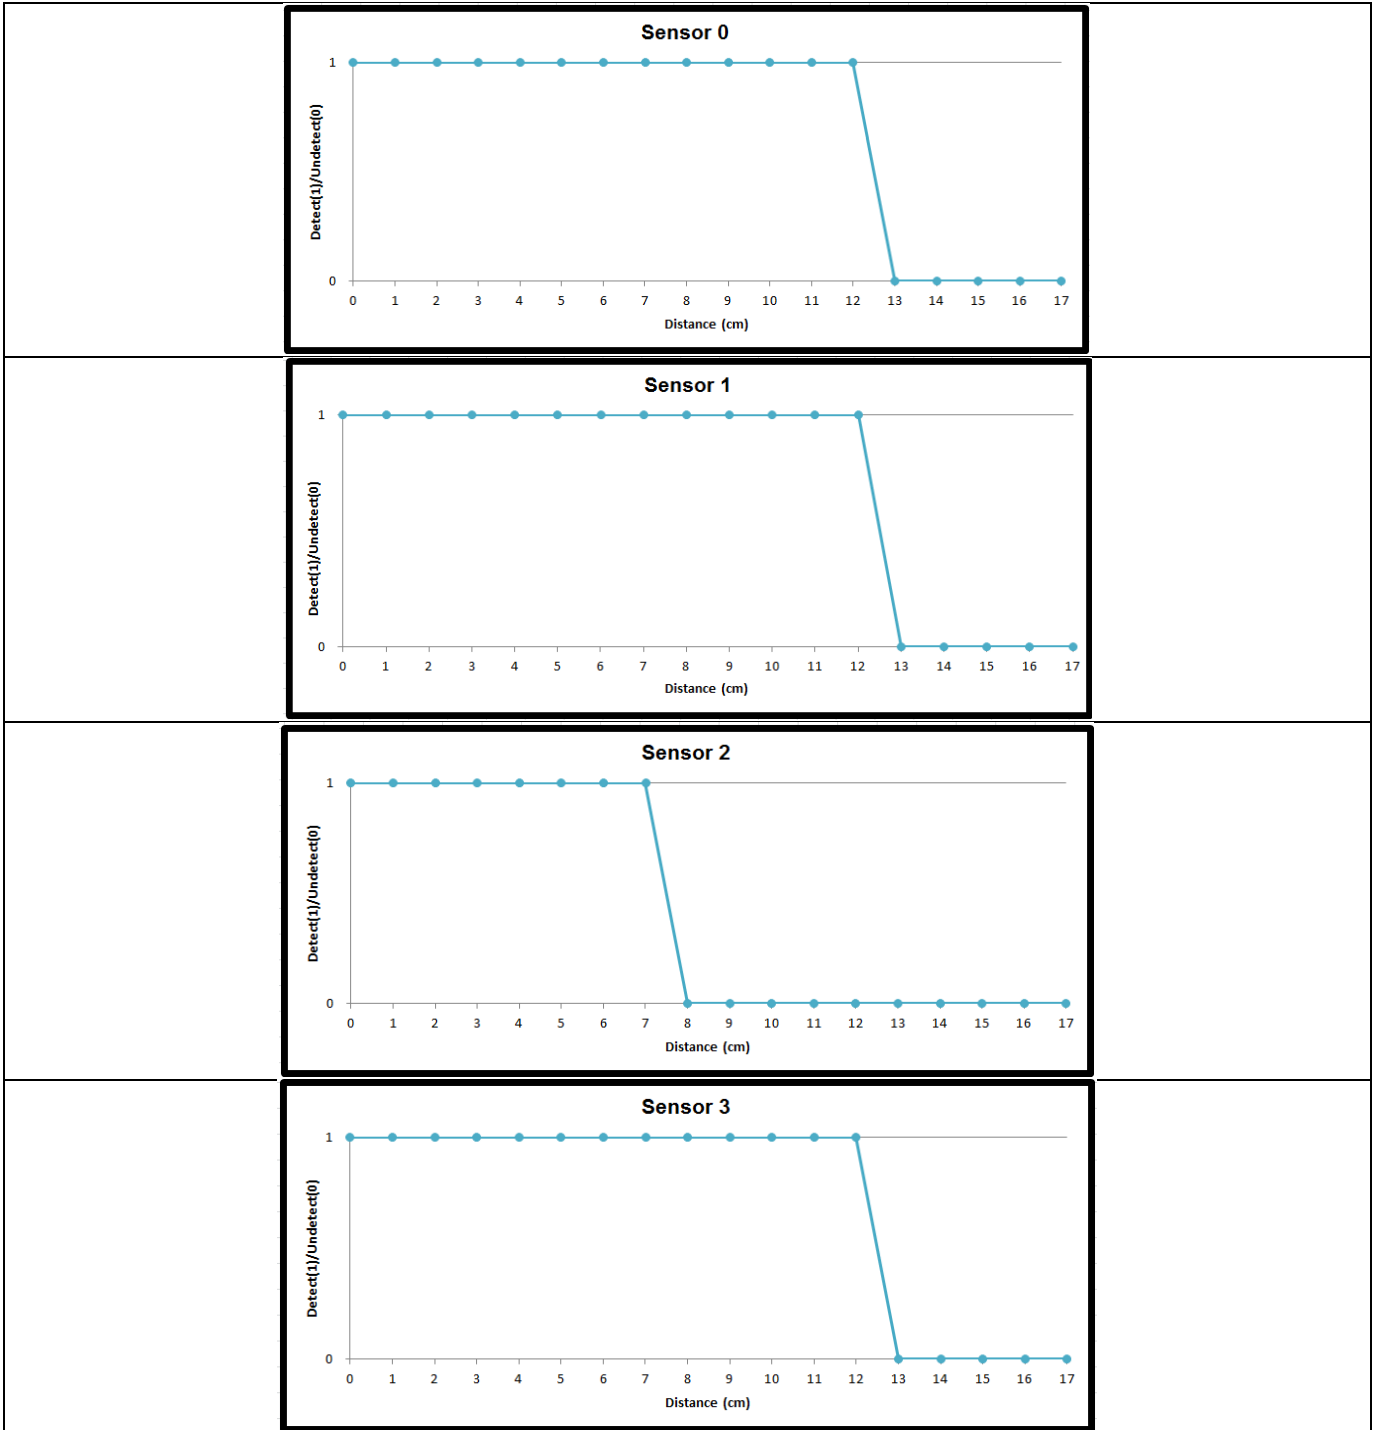 Sensor 0
1
Detect(1)/Undetect(0)
0
0 1 2 3 4 5 6 7 8 9 10 11 12 13 14 15 16 17
Distance (cm)
Sensor 1
1
Detect(1)/Undetect(0)
0
0 1 2 3 4 5 6 7 8 9 10 11 12 13 14 15 16 17
Distance (cm)
Sensor 2
1
Detect(1)/Undetect(0)
0
0 1 2 3 4 5 6 7 8 9 10 11 12 13 14 15 16 17
Distance (cm)
Sensor 3
1
Detect(1)/Undetect(0)
0
0 1 2 3 4 5 6 7 8 9 10 11 12 13 14 15 16 17
Distance (cm)